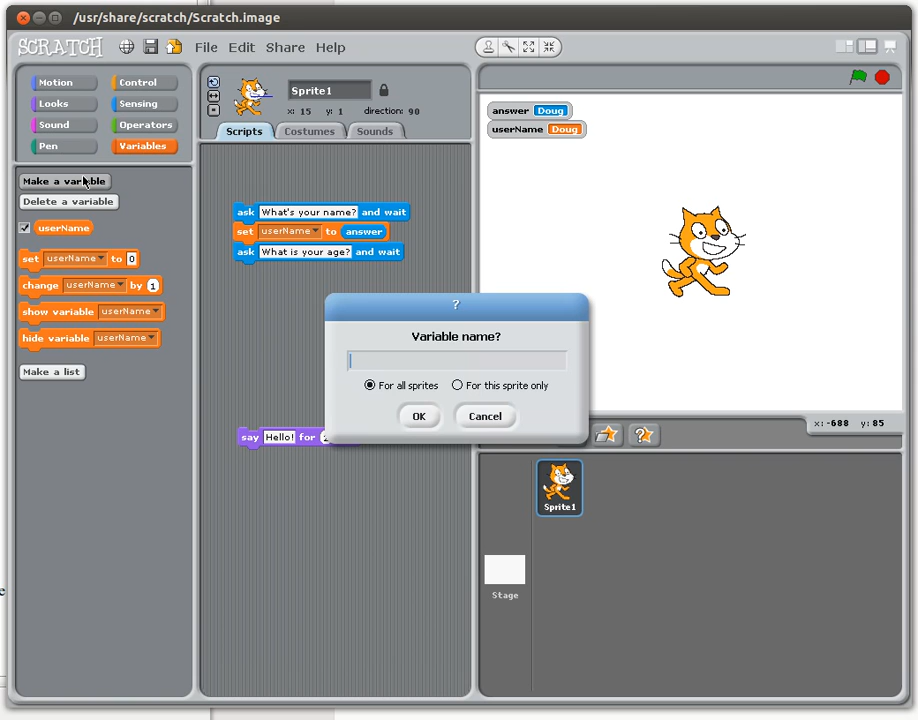 /usr/share/scratch/Scratch.image
SCRATCH File Edit Share Help
Motion Control
Looks Sensing
Sound Operators
Pen Variables
Make a variable
Delete a variable
userName
set userName to 0
change userName by 1
show variable userName
hide variable userName
Make a list
Sprite1
x: 15 y: 1 direction: 90
Scripts Costumes Sounds
ask What's your name? and wait
set userName to answer
ask What is your age? and wait
say Hello! for
?
Variable name?
For all sprites For this sprite only
OK Cancel
answer Doug
userName Doug
x: -688 y: 85
Sprite1
Stage